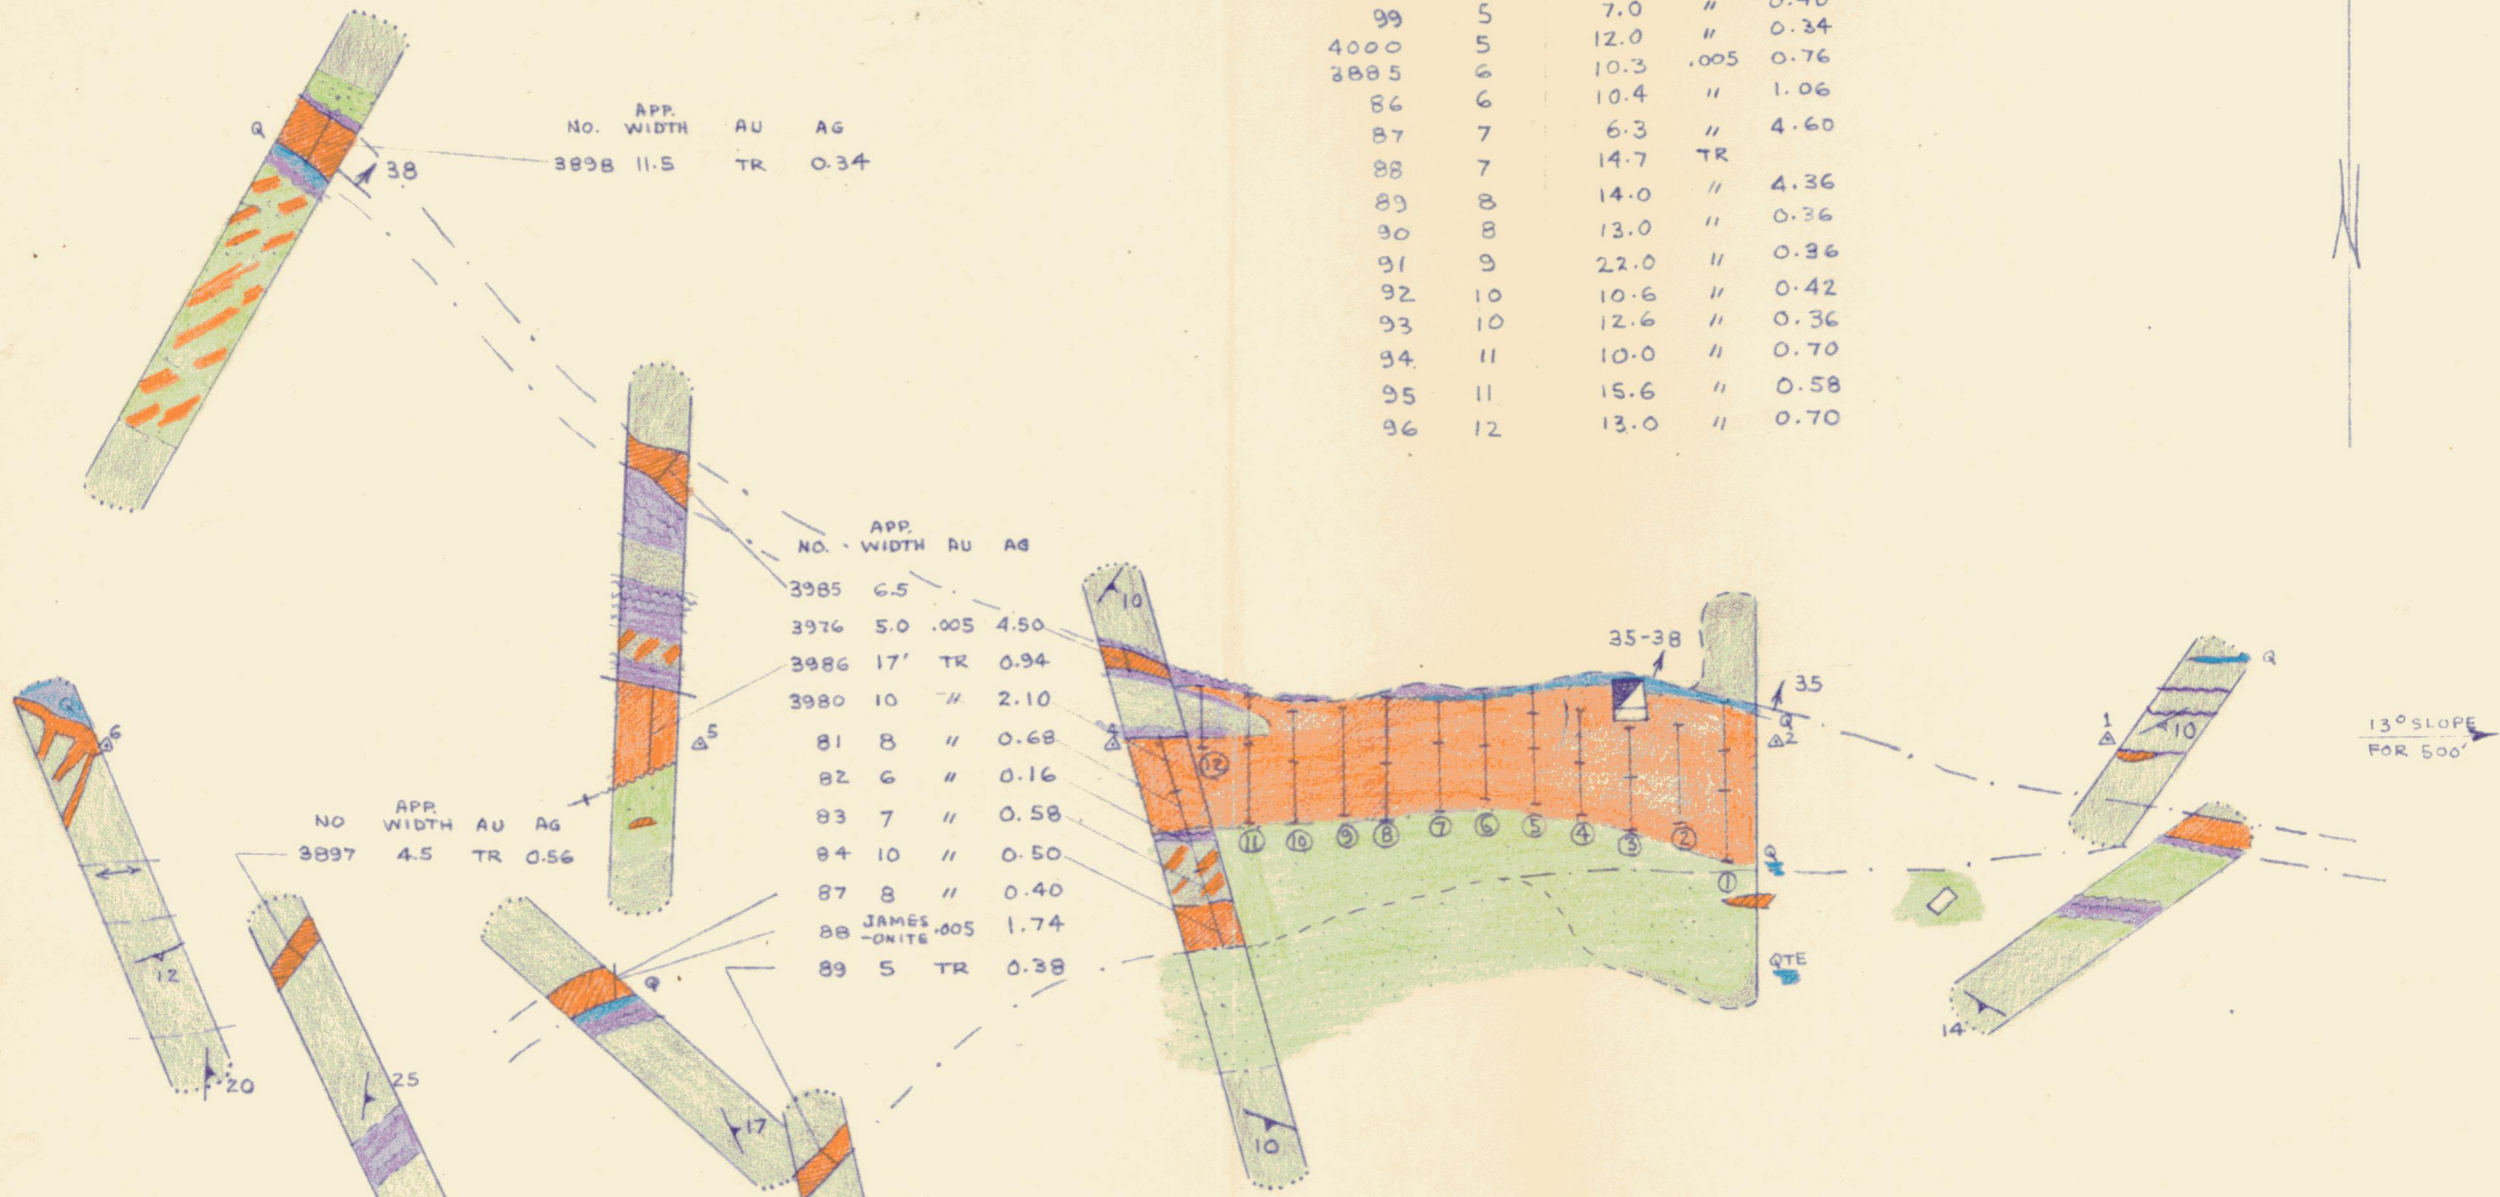 99 5 7.0 " 0.40
4000 5 12.0 " 0.34
3885 6 10.3 .005 0.76
86 6 10.4 " 1.06
87 7 6.3 " 4.60
88 7 14.7 TR
89 8 14.0 " 4.36
90 8 13.0 " 0.36
91 9 22.0 " 0.36
92 10 10.6 " 0.42
93 10 12.6 " 0.36
94 11 10.0 " 0.70
95 11 15.6 " 0.58
96 12 13.0 " 0.70
Q
38
NO. APP. WIDTH AU AG
3898 11.5 TR 0.34
NO. APP. WIDTH AU AG
3985 6.5
3976 5.0 .005 4.50
3986 17' TR 0.94
3980 10 " 2.10
81 8 " 0.68
82 6 " 0.16
83 7 " 0.58
84 10 " 0.50
87 8 " 0.40
88 JAMES-ONITE .005 1.74
89 5 TR 0.38
10
35-38
35
Q
2
Q
1
10
13° SLOPE
FOR 500'
Q
6
5
4
12
11 10 9 8 7 6 5 4 3 2
1
Q
QTE
NO APP. WIDTH AU AG
3897 4.5 TR 0.56
12
20
25
Q
17
10
14